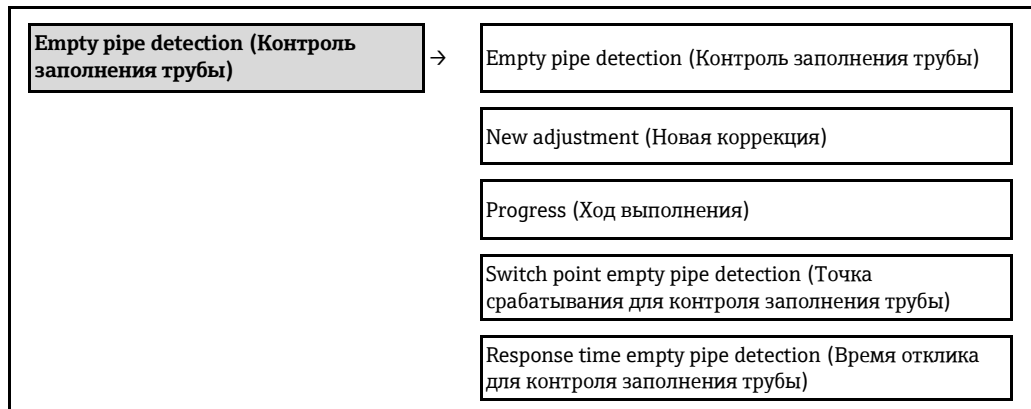 Empty pipe detection (Контроль
заполнения трубы)
→
Empty pipe detection (Контроль заполнения трубы)
New adjustment (Новая коррекция)
Progress (Ход выполнения)
Switch point empty pipe detection (Точка
срабатывания для контроля заполнения трубы)
Response time empty pipe detection (Время отклика
для контроля заполнения трубы)